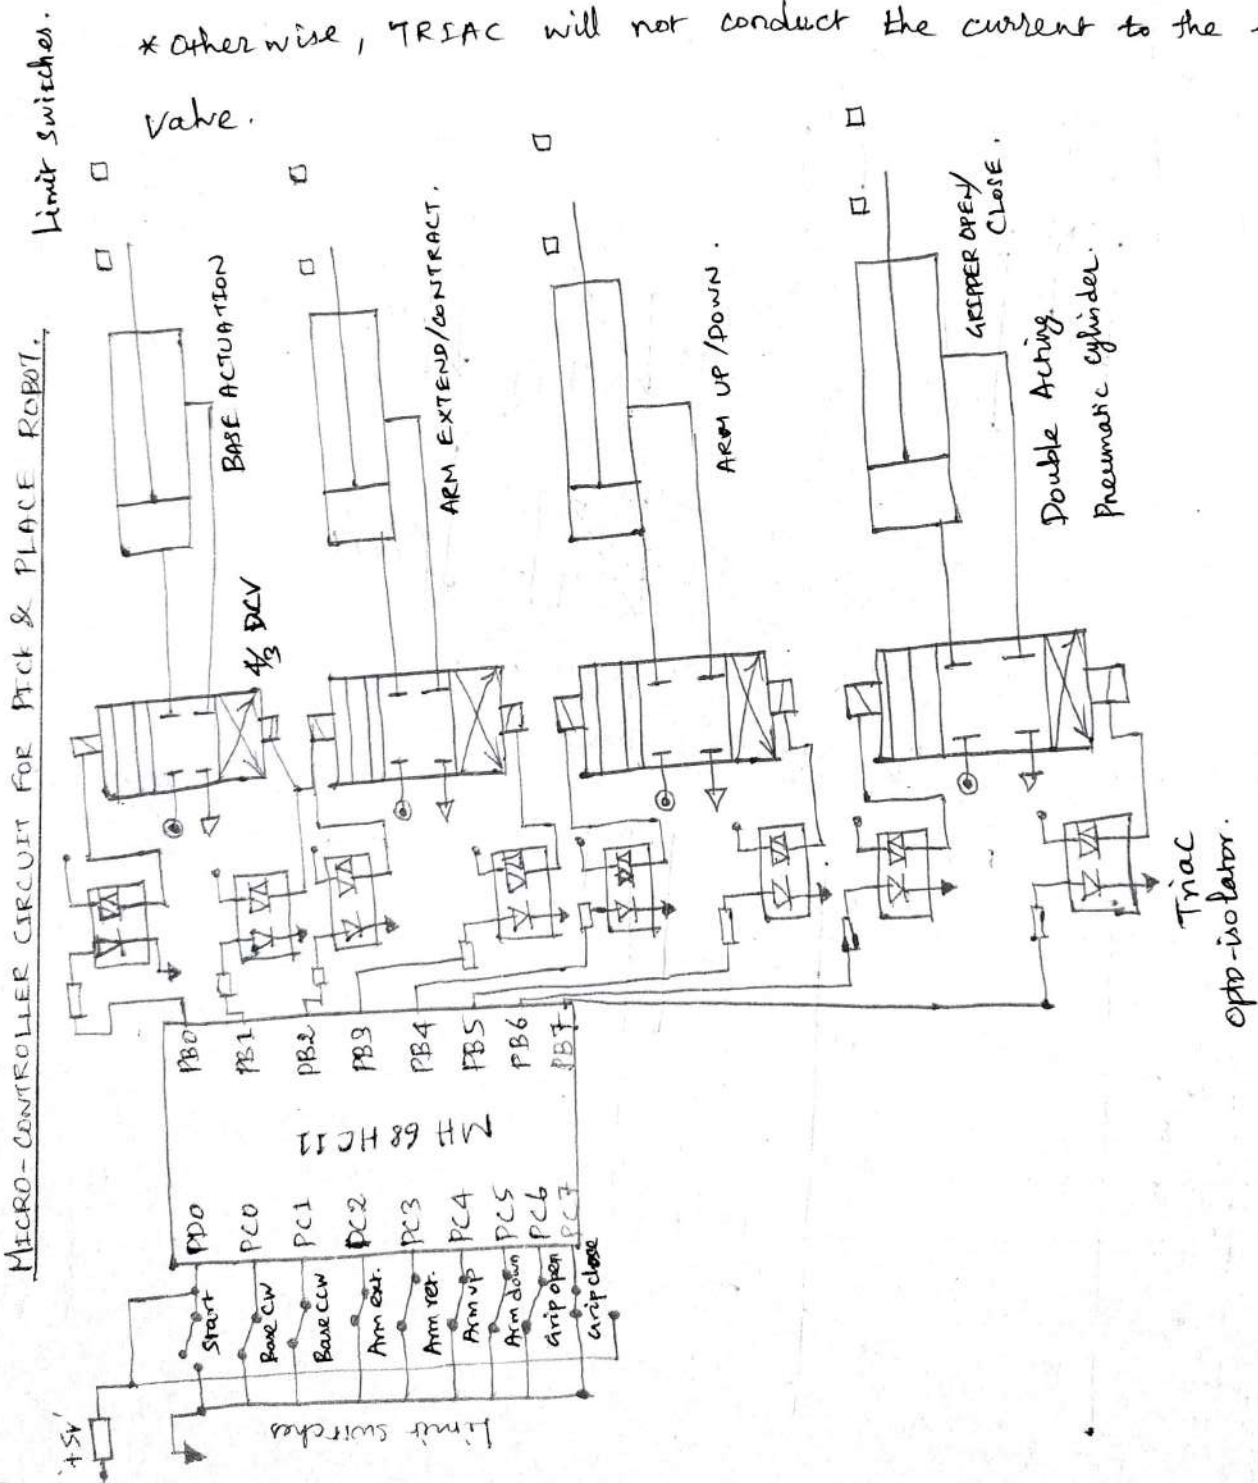 * Otherwise, TRIAC will not conduct the current to the
valve.
MICRO-CONTROLLER CIRCUIT FOR PICK & PLACE ROBOT.
Limit switches.
BASE ACTUATION
ARM EXTEND/CONTRACT.
ARM UP/DOWN.
GRIPPER OPEN/
CLOSE.
Double Acting
Pneumatic cylinder.
4/3 DCV
Triac
Opto-isolator.
PB0
PB1
PB2
PB3
PB4
PB5
PB6
PB7
MH 68 HC 11
PD0
PC0
PC1
PC2
PC3
PC4
PC5
PC6
PC7
Start
Base CW
Base CCW
Arm ext.
Arm ret.
Arm up
Arm down
Grip open
Grip close
+5V
Limit switches